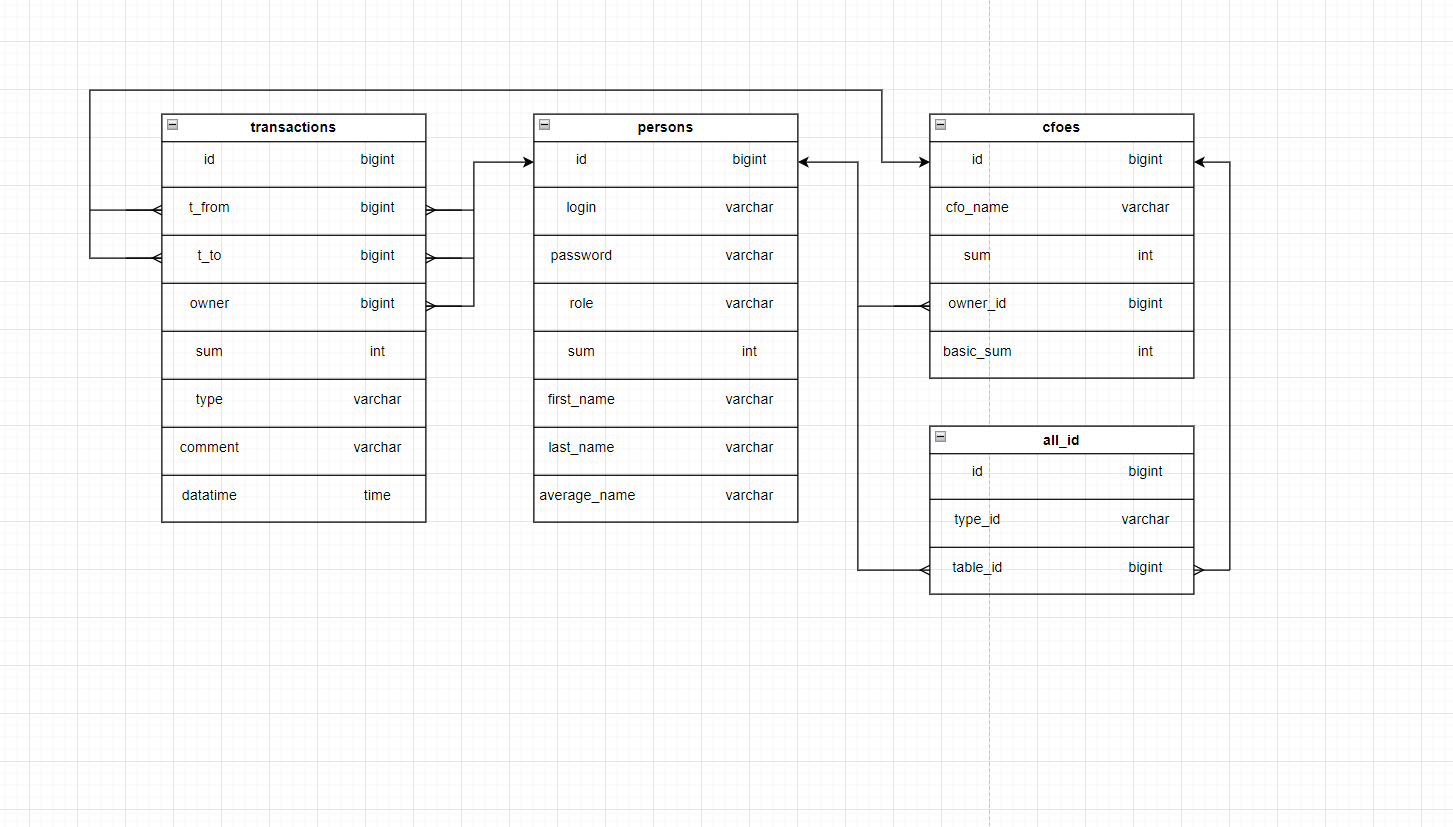 transactions
id bigint
t_from bigint
t_to bigint
owner bigint
sum int
type varchar
comment varchar
datatime time
persons
id bigint
login varchar
password varchar
role varchar
sum int
first_name varchar
last_name varchar
average_name varchar
cfoes
id bigint
cfo_name varchar
sum int
owner_id bigint
basic_sum int
all_id
id bigint
type_id varchar
table_id bigint